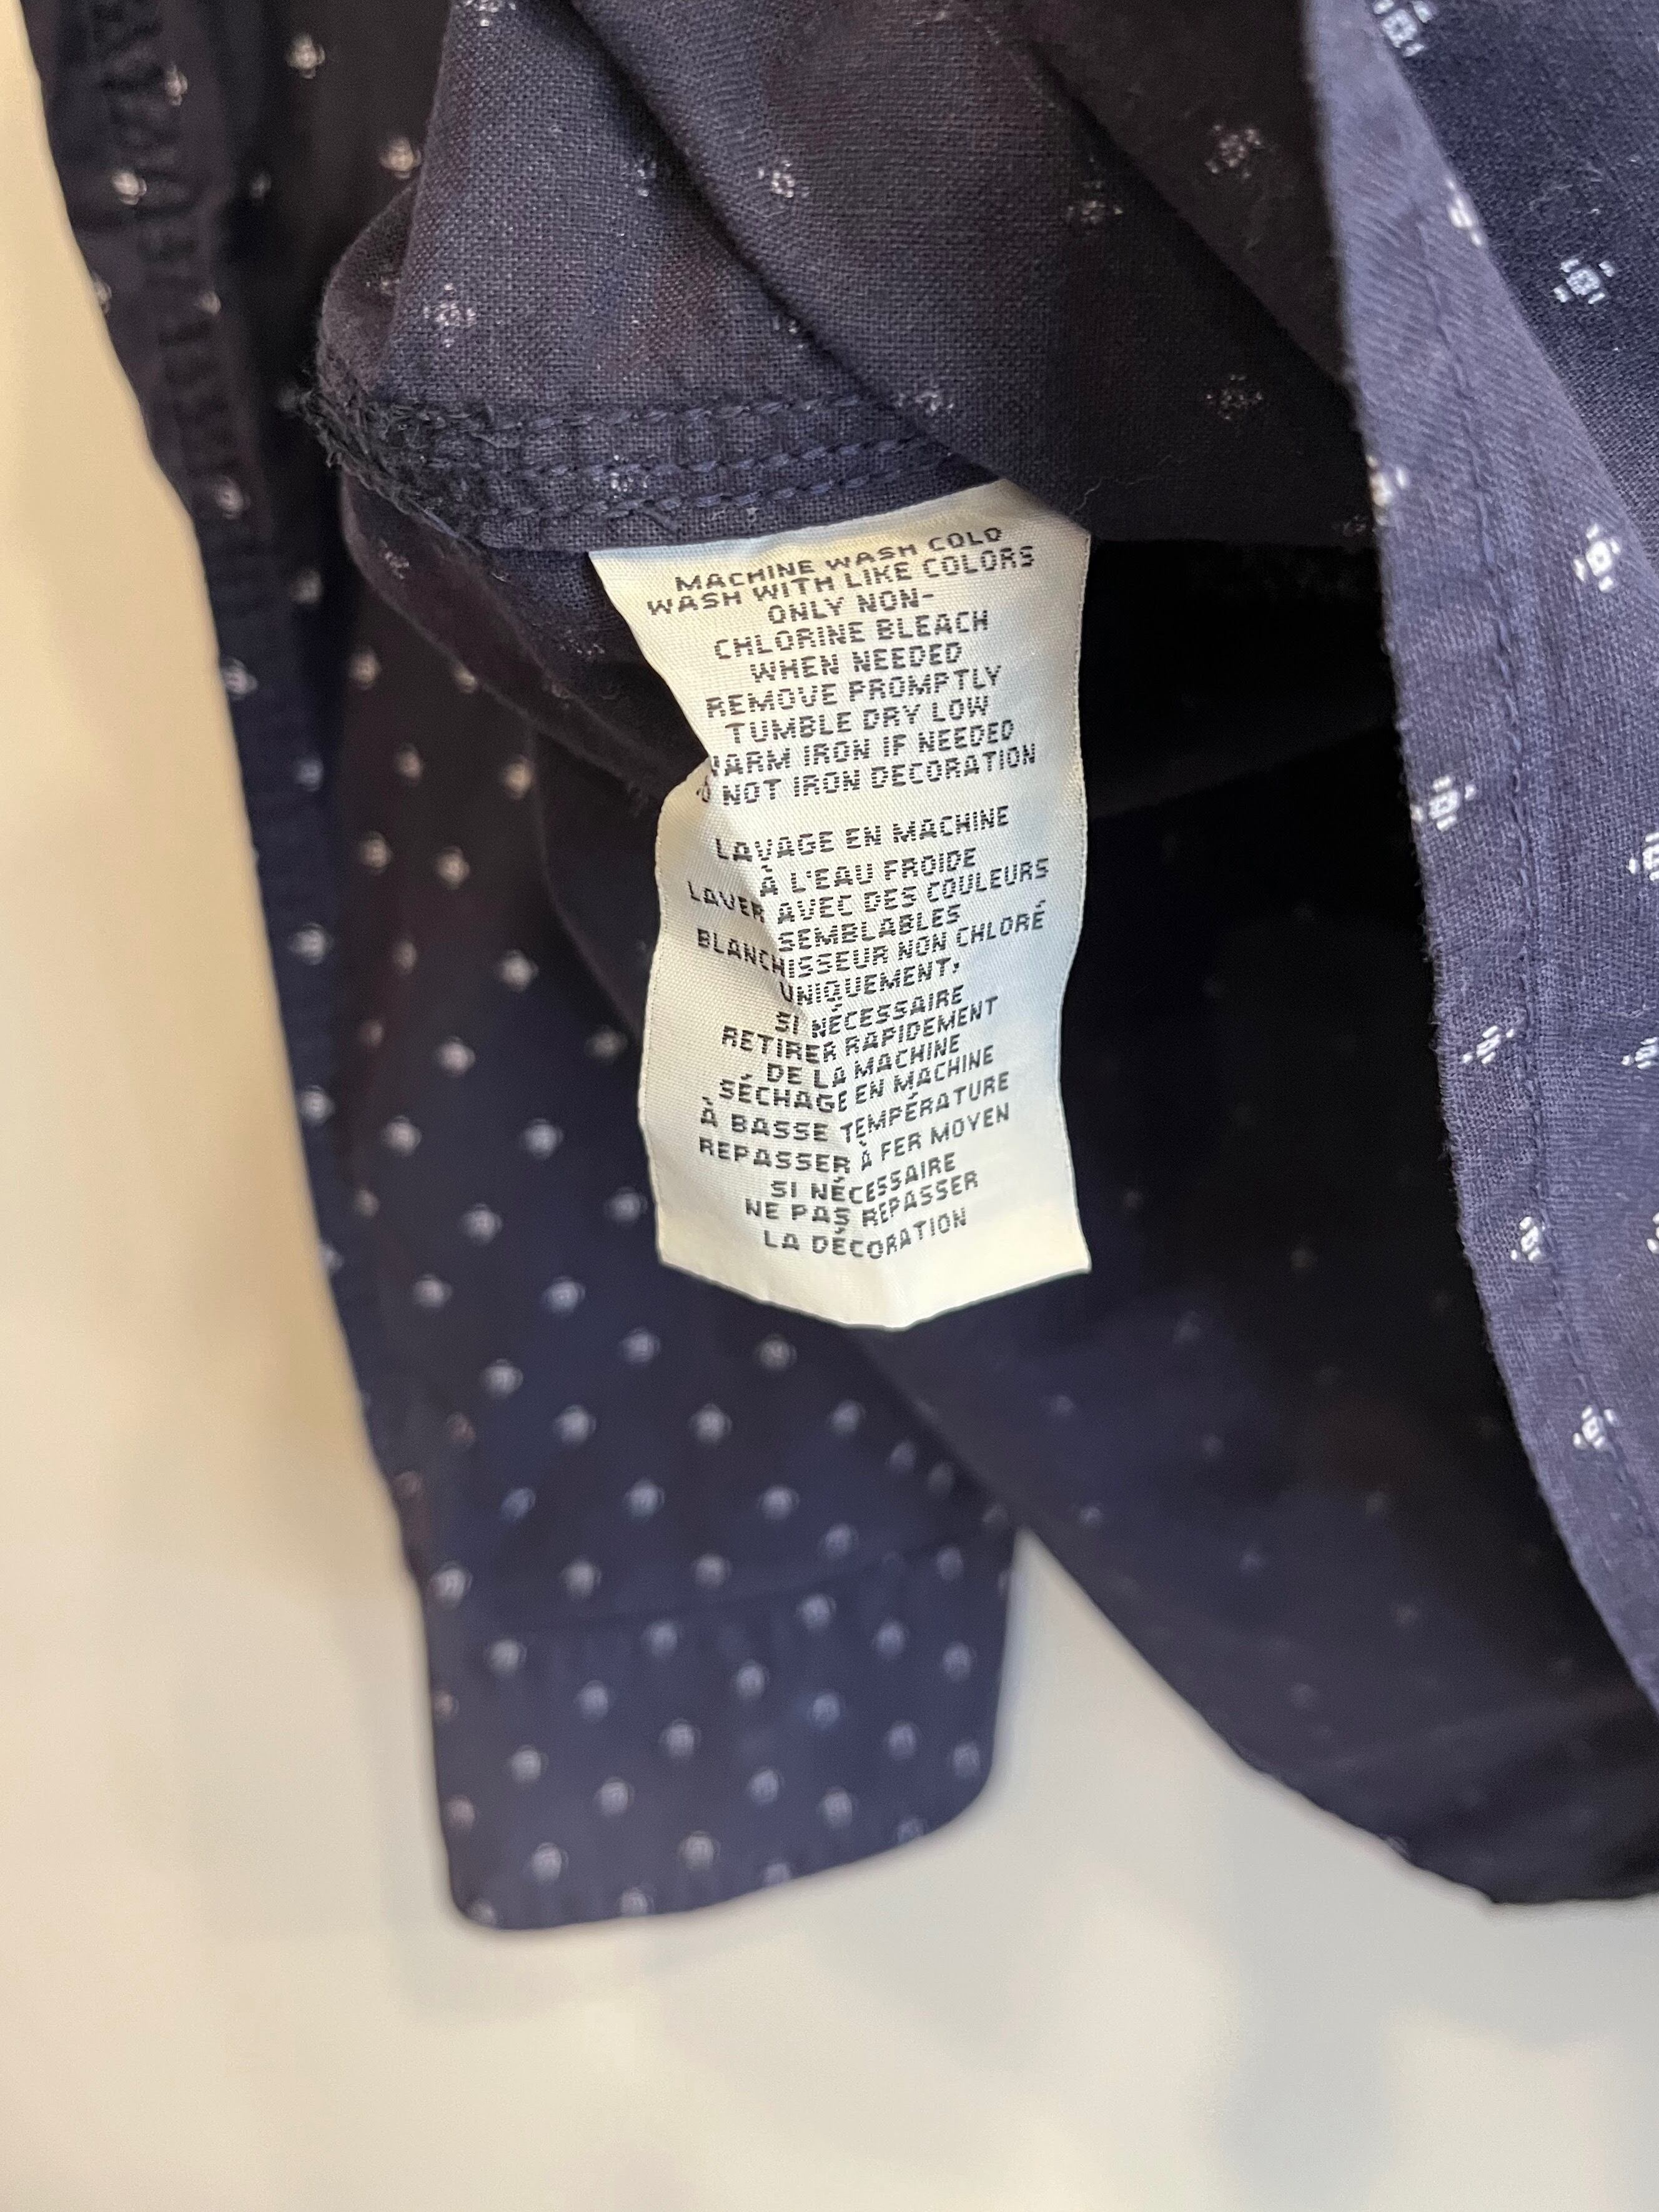 MACHINE WASH COLD
WASH WITH LIKE COLORS
ONLY NON-
CHLORINE BLEACH
WHEN NEEDED
REMOVE PROMPTLY
TUMBLE DRY LOW
ARM IRON IF NEEDED
NOT IRON DECORATION
LAVAGE EN MACHINE
À L'EAU FROIDE
LAVER AVEC DES COULEURS
SEMBLABLES
BLANCHISSEUR NON CHLORÉ
UNIQUEMENT,
SI NÉCESSAIRE
RETIRER RAPIDEMENT
DE LA MACHINE
SÉCHAGE EN MACHINE
À BASSE TEMPÉRATURE
REPASSER À FER MOYEN
SI NÉCESSAIRE
NE PAS REPASSER
LA DÉCORATION